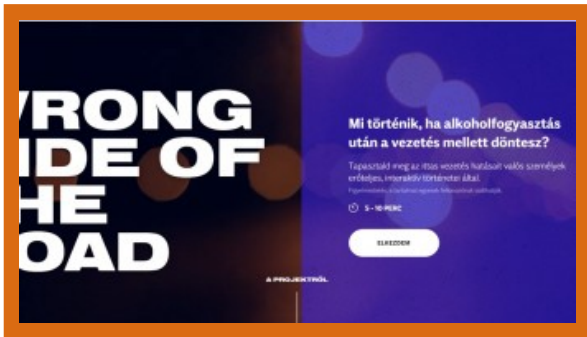 VRONG
IDE OF
HE
OAD
Mi történik, ha alkoholfogyasztás
után a vezetés mellett döntesz?
Tapasztald meg az ittas vezetés hatásait valós személyek
erőteljes, interaktív történetei által.
5 - 10 PERC
ELKEZDEM
A PROJEKTRŐL